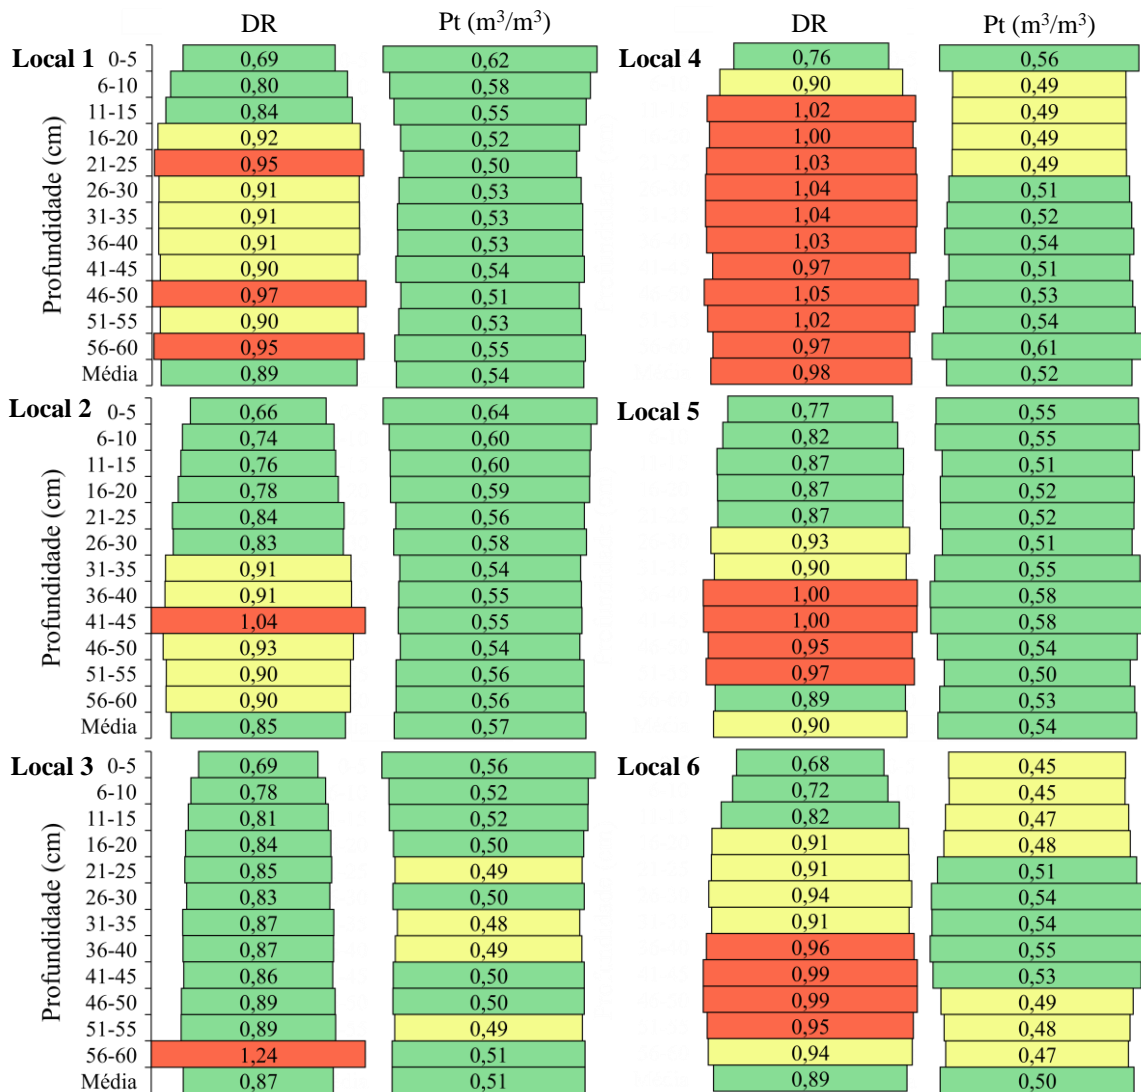 DR Pt (m³/m³) DR Pt (m³/m³)
Local 1 0-5 0,69 0,62 Local 4 0,76 0,56
6-10 0,80 0,58 0,90 0,49
11-15 0,84 0,55 1,02 0,49
16-20 0,92 0,52 1,00 0,49
21-25 0,95 0,50 1,03 0,49
26-30 0,91 0,53 1,04 0,51
31-35 0,91 0,53 1,04 0,52
36-40 0,91 0,53 1,03 0,54
41-45 0,90 0,54 0,97 0,51
46-50 0,97 0,51 1,05 0,53
51-55 0,90 0,53 1,02 0,54
56-60 0,95 0,55 0,97 0,61
Média 0,89 0,54 0,98 0,52
Profundidade (cm)
Local 2 0-5 0,66 0,64 Local 5 0,77 0,55
6-10 0,74 0,60 0,82 0,55
11-15 0,76 0,60 0,87 0,51
16-20 0,78 0,59 0,87 0,52
21-25 0,84 0,56 0,87 0,52
26-30 0,83 0,58 0,93 0,51
31-35 0,91 0,54 0,90 0,55
36-40 0,91 0,55 1,00 0,58
41-45 1,04 0,55 1,00 0,58
46-50 0,93 0,54 0,95 0,54
51-55 0,90 0,56 0,97 0,50
56-60 0,90 0,56 0,89 0,53
Média 0,85 0,57 0,90 0,54
Profundidade (cm)
Local 3 0-5 0,69 0,56 Local 6 0,68 0,45
6-10 0,78 0,52 0,72 0,45
11-15 0,81 0,52 0,82 0,47
16-20 0,84 0,50 0,91 0,48
21-25 0,85 0,49 0,91 0,51
26-30 0,83 0,50 0,94 0,54
31-35 0,87 0,48 0,91 0,54
36-40 0,87 0,49 0,96 0,55
41-45 0,86 0,50 0,99 0,53
46-50 0,89 0,50 0,99 0,49
51-55 0,89 0,49 0,95 0,48
56-60 1,24 0,51 0,94 0,47
Média 0,87 0,51 0,89 0,50
Profundidade (cm)